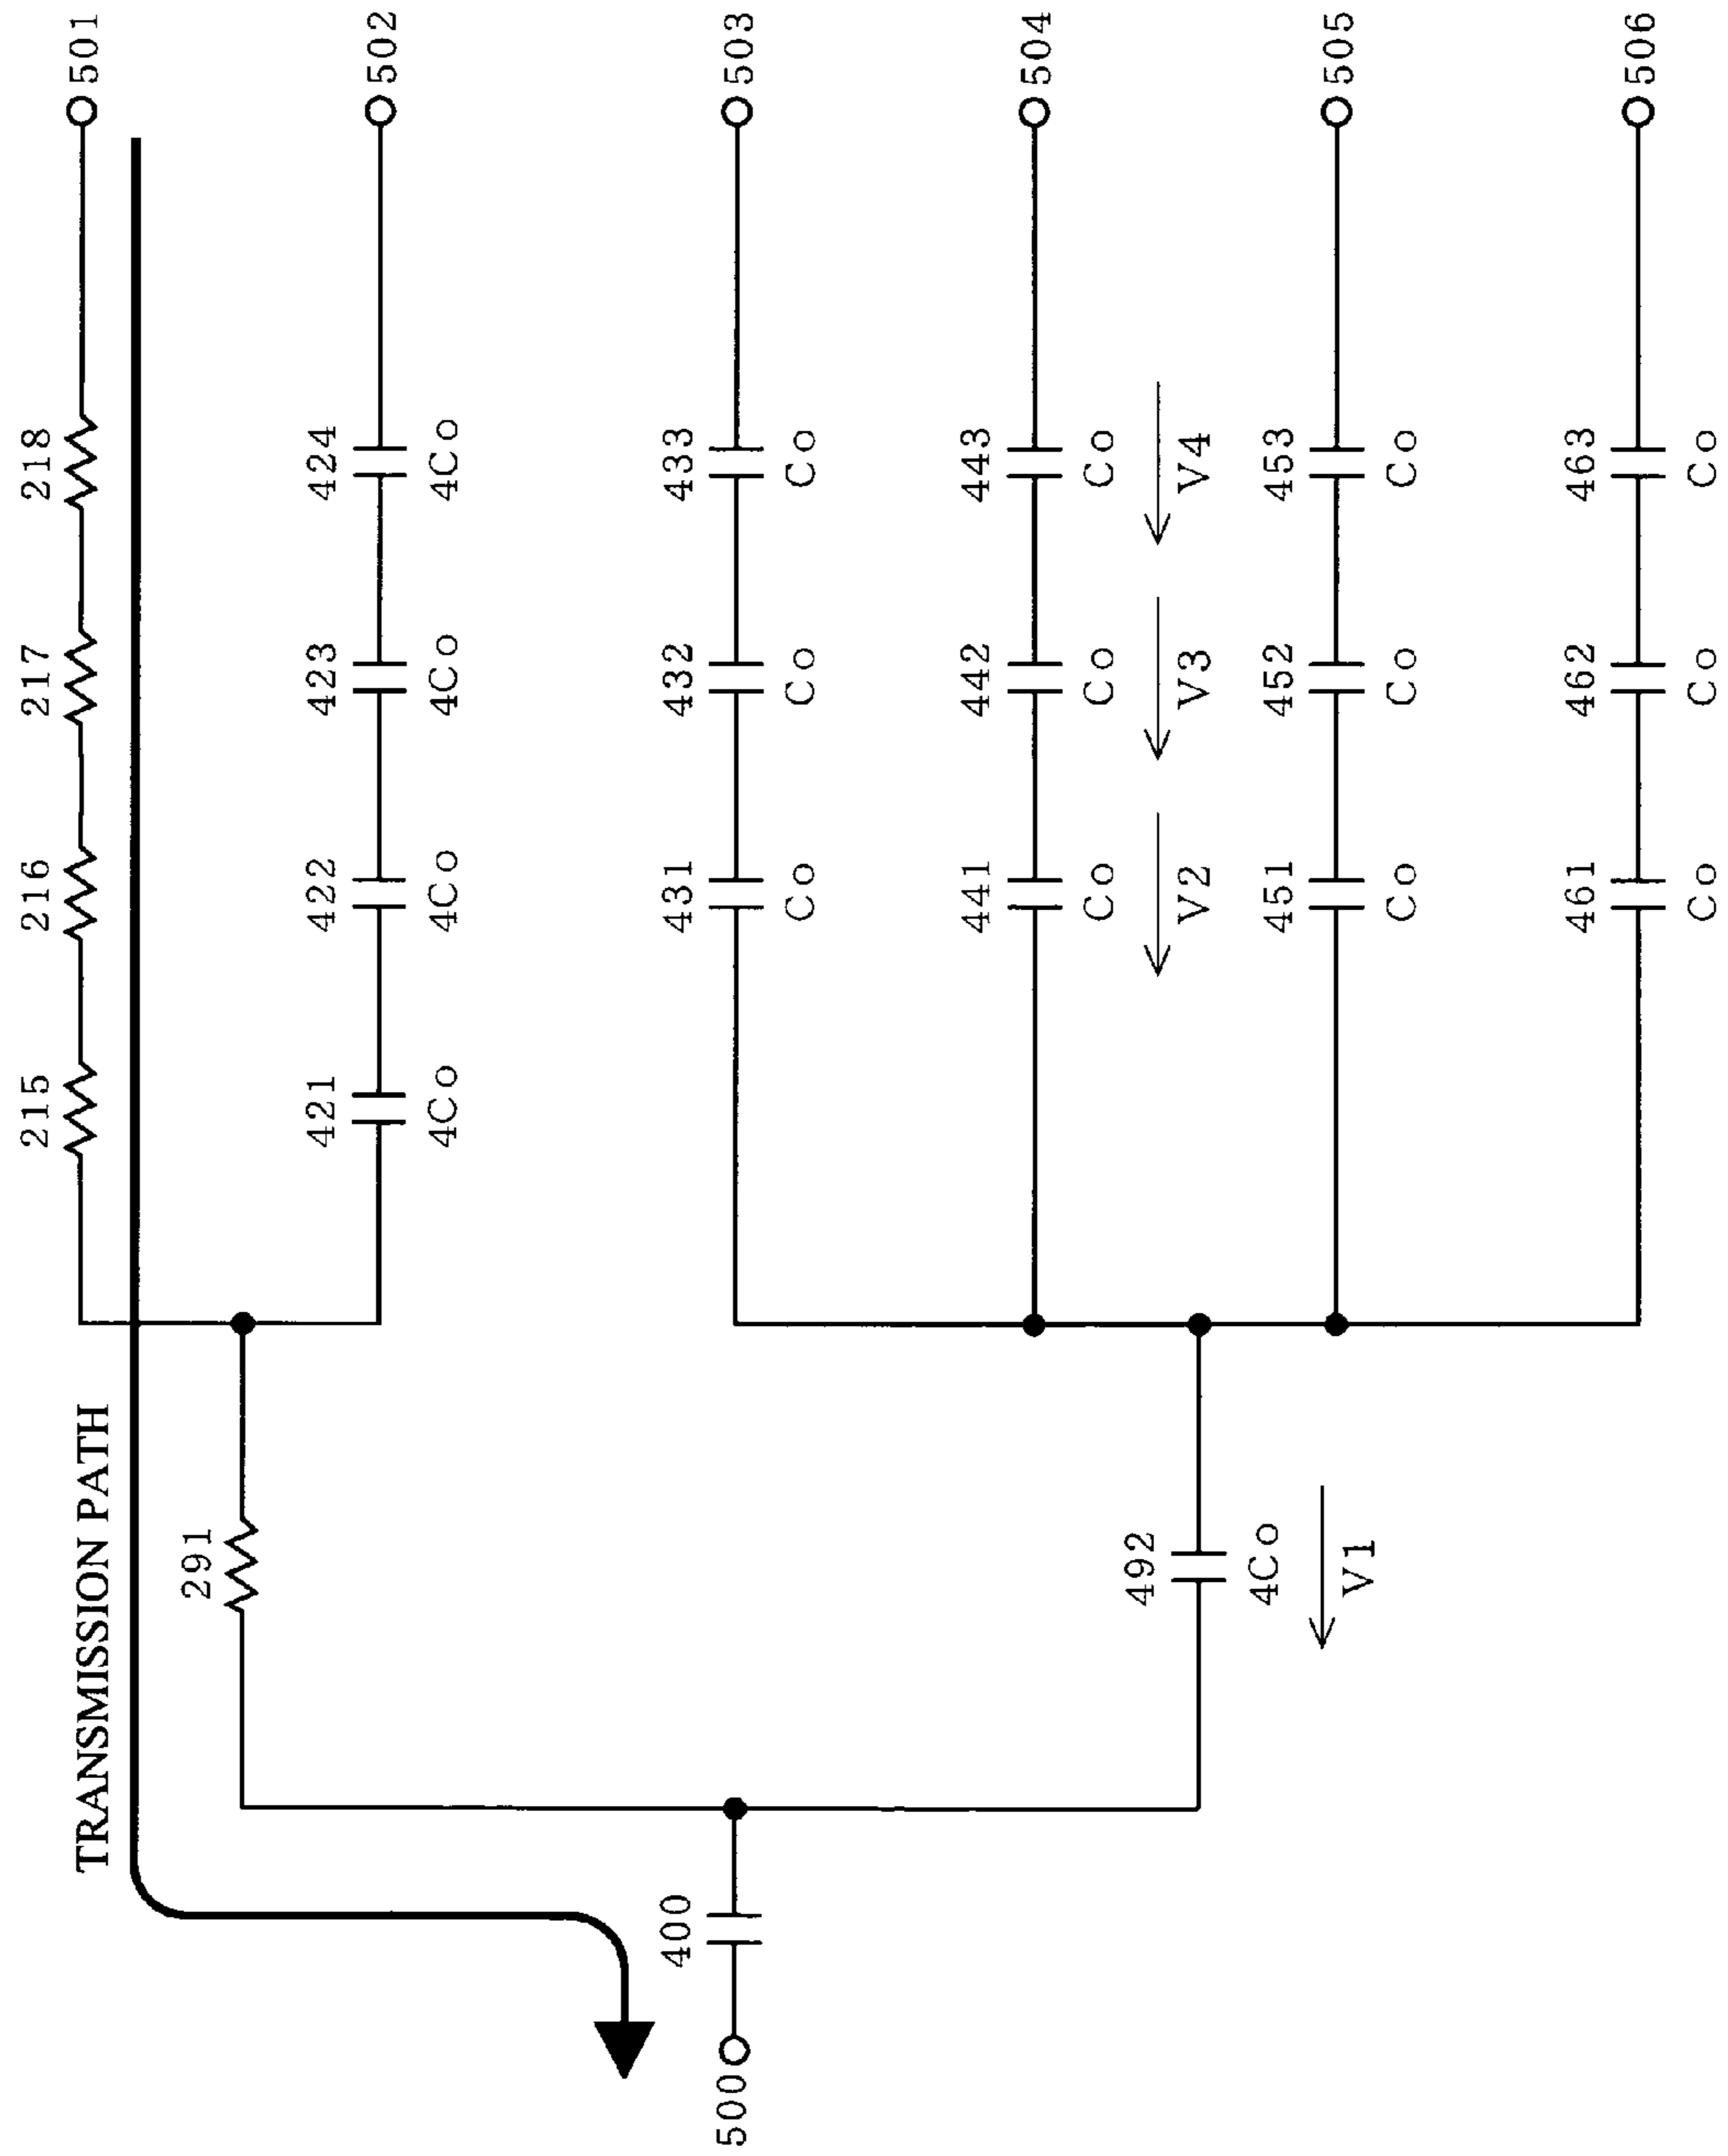 501
218
217
216
215
TRANSMISSION PATH
502
424
4Co
423
4Co
422
4Co
421
4Co
291
503
433
Co
432
Co
431
Co
400
500
504
443
Co
442
Co
441
Co
V4
V3
V2
492
4Co
V1
505
453
Co
452
Co
451
Co
506
463
Co
462
Co
461
Co